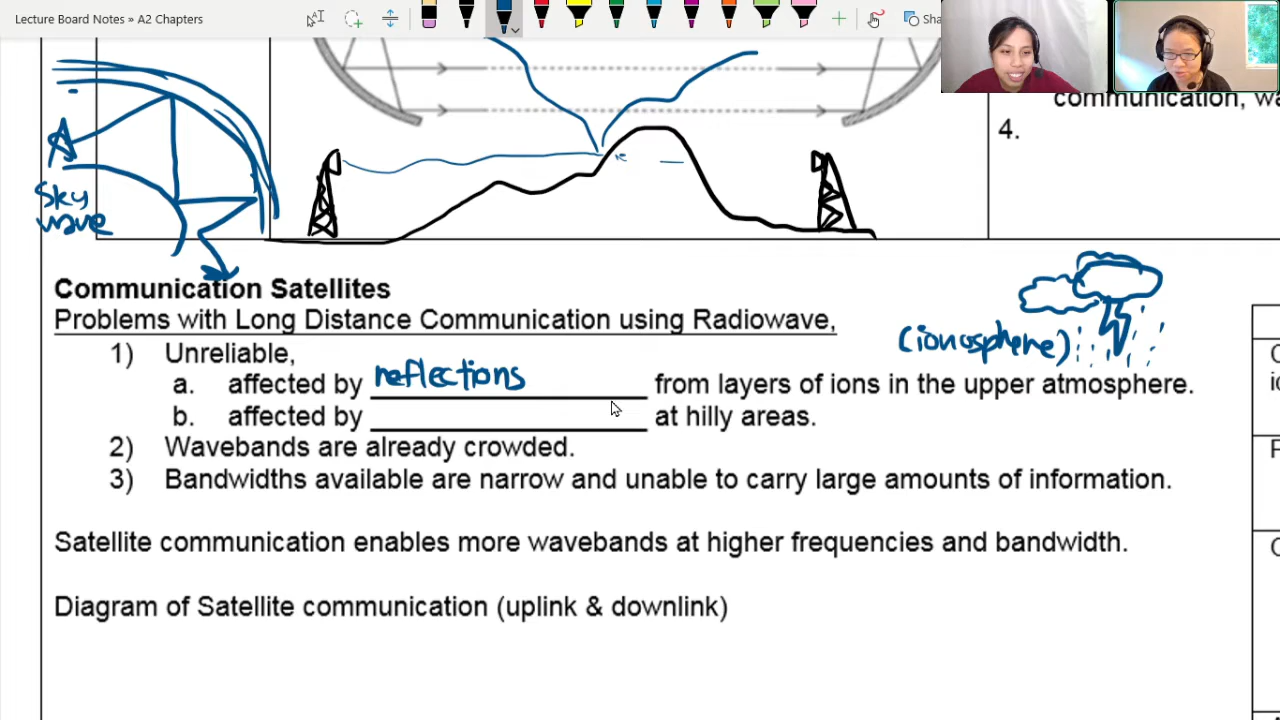 Lecture Board Notes » A2 Chapters
Sha
communication, wa
4.
Sky
wave
Communication Satellites
Problems with Long Distance Communication using Radiowave,
1) Unreliable,
(ionosphere)
a. affected by reflections from layers of ions in the upper atmosphere.
b. affected by ____________ at hilly areas.
2) Wavebands are already crowded.
3) Bandwidths available are narrow and unable to carry large amounts of information.
Satellite communication enables more wavebands at higher frequencies and bandwidth.
Diagram of Satellite communication (uplink & downlink)